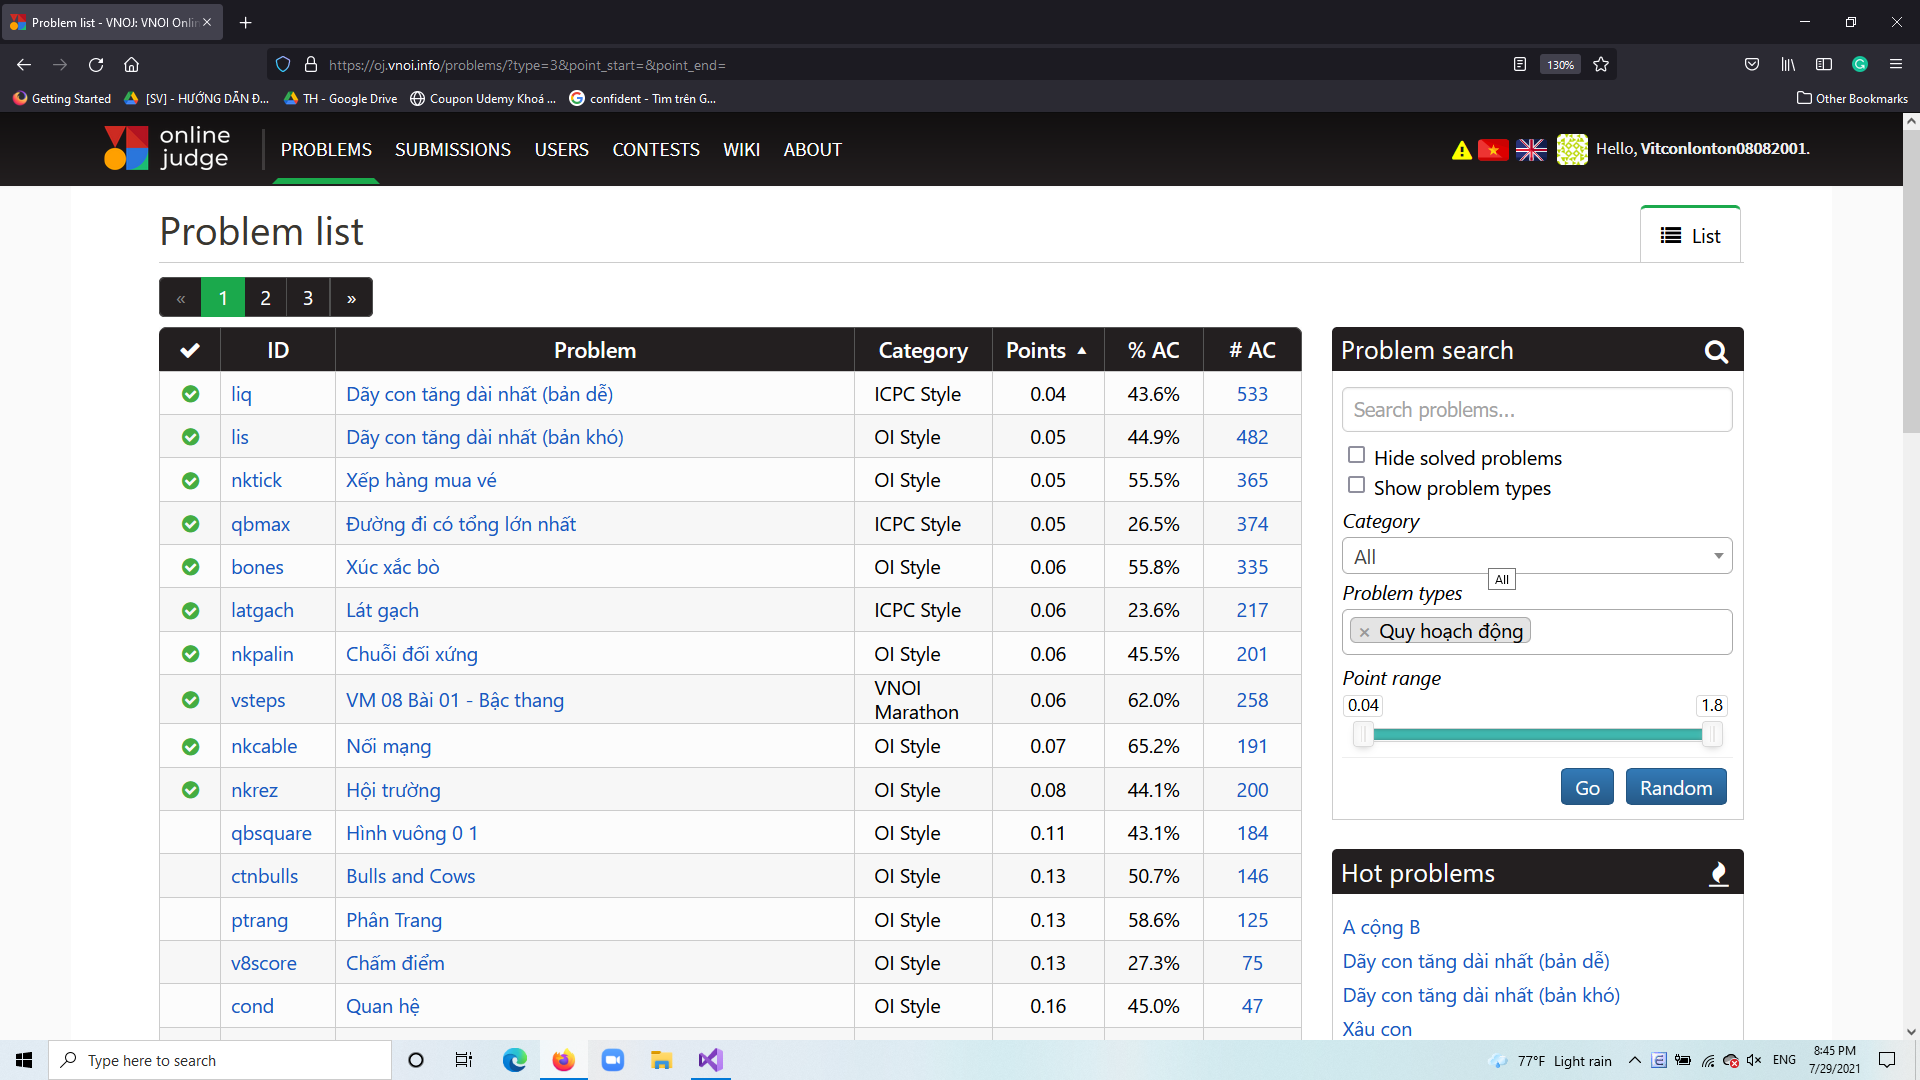 Problem list - VNOJ: VNOI Onlin
https://oj.vnoi.info/problems/?type=3&point_start=&point_end=
130%
Getting Started
[SV] - HƯỚNG DẪN Đ...
TH - Google Drive
Coupon Udemy Khoá ...
confident - Tìm trên G...
Other Bookmarks
online
judge
PROBLEMS
SUBMISSIONS
USERS
CONTESTS
WIKI
ABOUT
Hello, Vitconlonton08082001.
Problem list
List
« 1 2 3 »
ID Problem Category Points ▲ % AC # AC
liq Dãy con tăng dài nhất (bản dễ) ICPC Style 0.04 43.6% 533
lis Dãy con tăng dài nhất (bản khó) OI Style 0.05 44.9% 482
nktick Xếp hàng mua vé OI Style 0.05 55.5% 365
qbmax Đường đi có tổng lớn nhất ICPC Style 0.05 26.5% 374
bones Xúc xắc bò OI Style 0.06 55.8% 335
latgach Lát gạch ICPC Style 0.06 23.6% 217
nkpalin Chuỗi đối xứng OI Style 0.06 45.5% 201
vsteps VM 08 Bài 01 - Bậc thang VNOI Marathon 0.06 62.0% 258
nkcable Nối mạng OI Style 0.07 65.2% 191
nkrez Hội trường OI Style 0.08 44.1% 200
qbsquare Hình vuông 0 1 OI Style 0.11 43.1% 184
ctnbulls Bulls and Cows OI Style 0.13 50.7% 146
ptrang Phân Trang OI Style 0.13 58.6% 125
v8score Chấm điểm OI Style 0.13 27.3% 75
cond Quan hệ OI Style 0.16 45.0% 47
Problem search
Search problems...
Hide solved problems
Show problem types
Category
All
All
Problem types
× Quy hoạch động
Point range
0.04 1.8
Go Random
Hot problems
A cộng B
Dãy con tăng dài nhất (bản dễ)
Dãy con tăng dài nhất (bản khó)
Xâu con
Type here to search
77°F Light rain
ENG
8:45 PM
7/29/2021